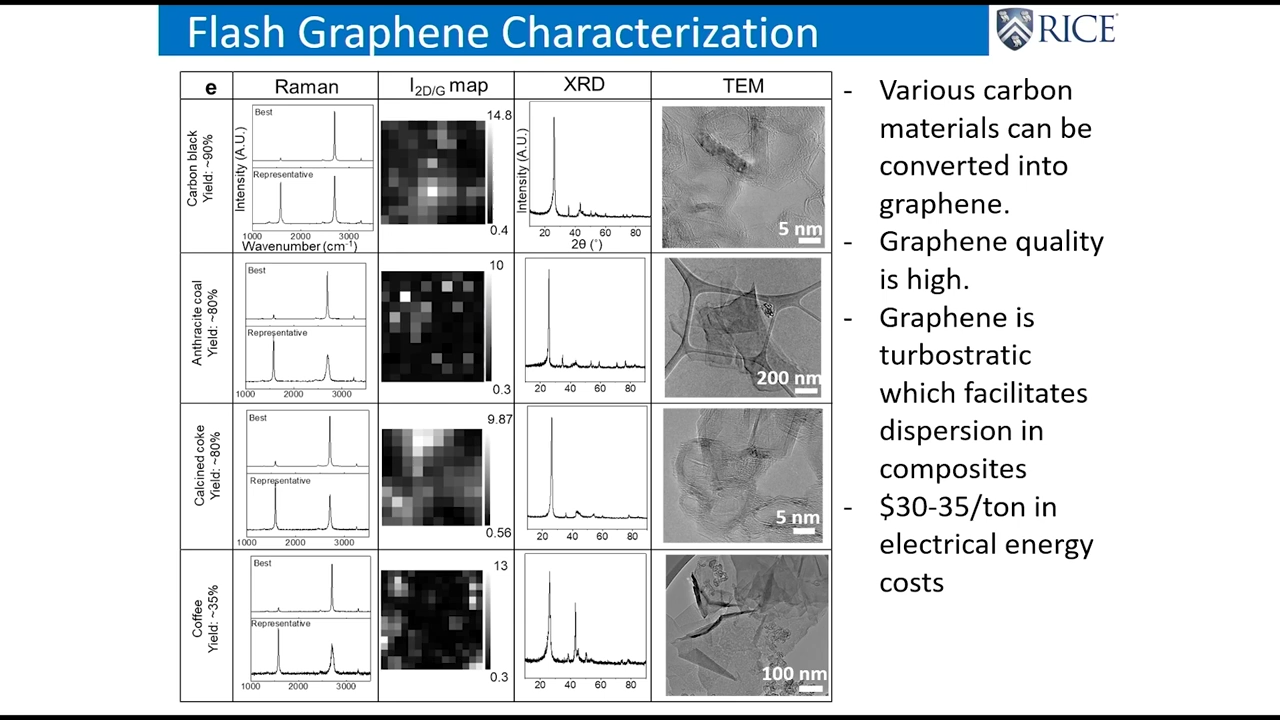 Flash Graphene Characterization
RICE
e
Raman
I2D/G map
XRD
TEM
Carbon black
Yield: ~90%
Intensity (A.U.)
Best
Representative
1000 2000 3000
Wavenumber (cm-1)
14.8
0.4
Intensity (A.U.)
20 40 60 80
2θ (°)
5 nm
Anthracite coal
Yield: ~80%
Best
Representative
1000 2000 3000
10
0.3
20 40 60 80
200 nm
Calcined coke
Yield: ~80%
Best
Representative
1000 2000 3000
9.87
0.56
20 40 60 80
5 nm
Coffee
Yield: ~35%
Best
Representative
1000 2000 3000
13
0.3
20 40 60 80
100 nm
- Various carbon
materials can be
converted into
graphene.
- Graphene quality
is high.
- Graphene is
turbostratic
which facilitates
dispersion in
composites
- $30-35/ton in
electrical energy
costs